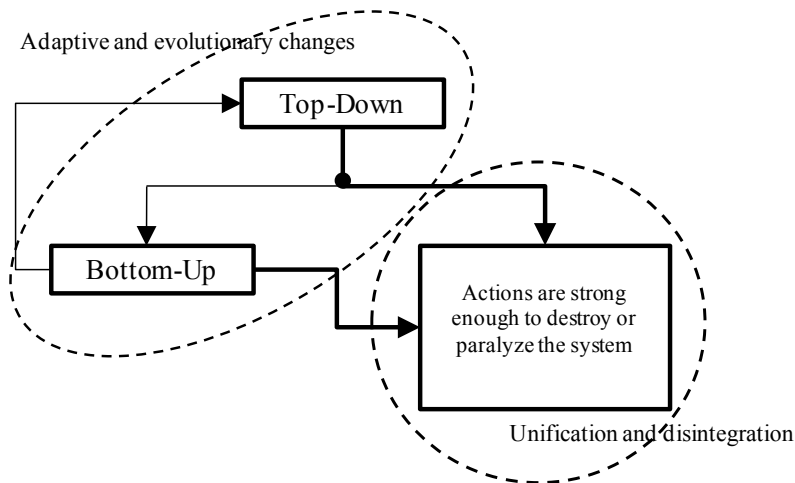 Adaptive and evolutionary changes
Top-Down
Bottom-Up
Actions are strong
enough to destroy or
paralyze the system
Unification and disintegration